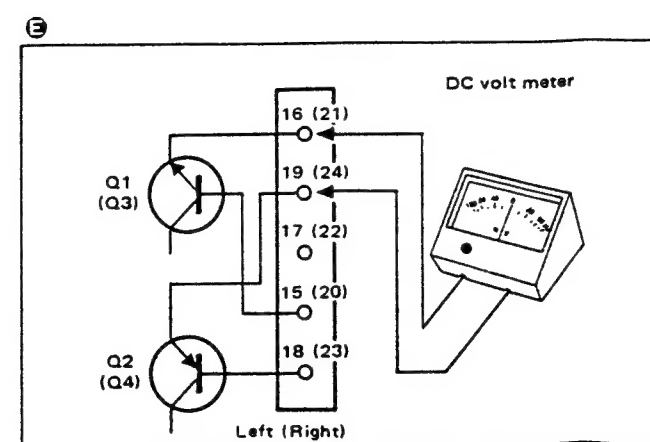 E
DC volt meter
16 (21)
19 (24)
Q1
(Q3)
17 (22)
15 (20)
18 (23)
Q2
(Q4)
Left (Right)